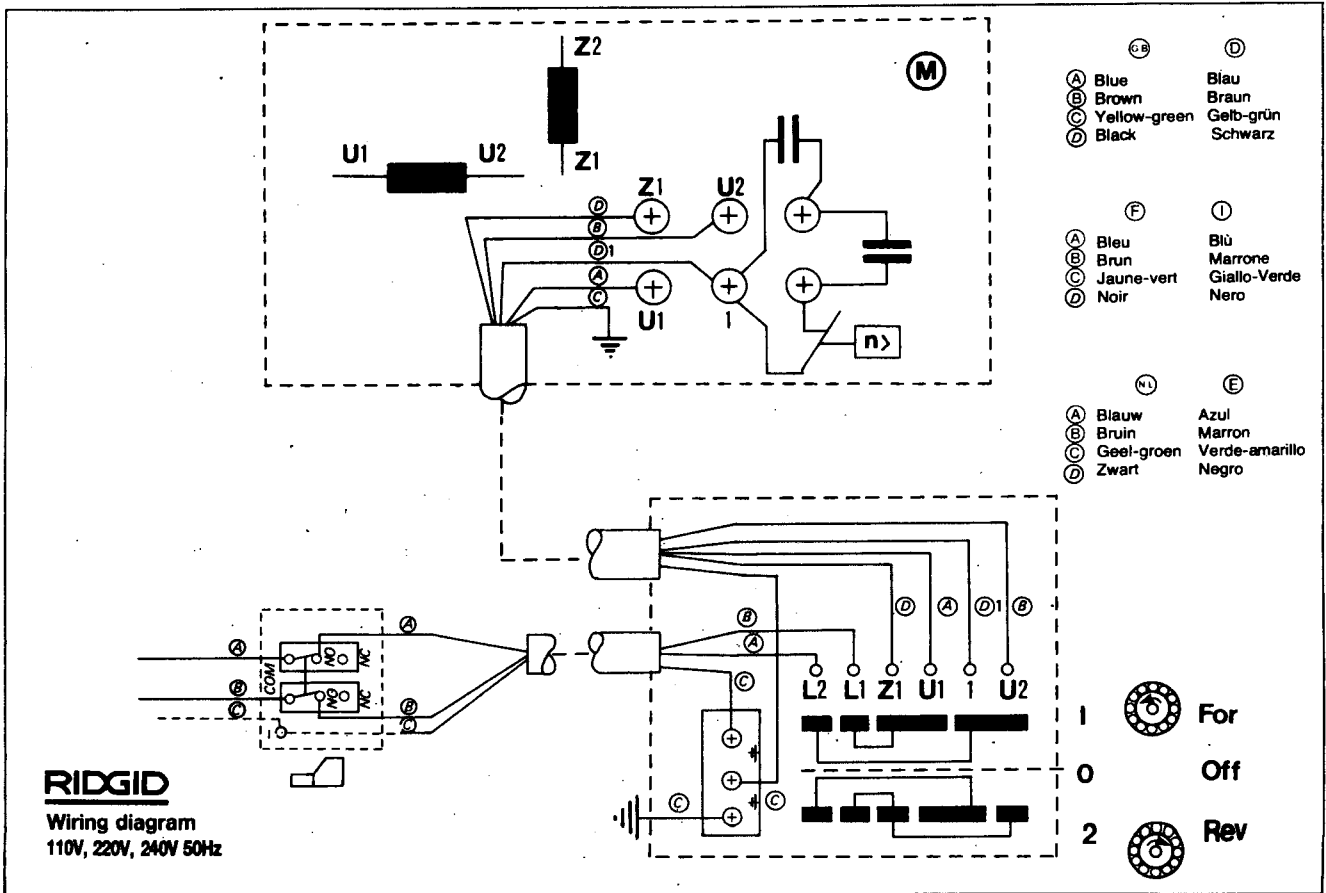 Z2
M
Z1
U1 U2
Z1 U2
D
B
D1
A
C
U1 1
n>
GB D
A Blue Blau
B Brown Braun
C Yellow-green Gelb-grün
D Black Schwarz
F I
A Bleu Blù
B Brun Marrone
C Jaune-vert Giallo-Verde
D Noir Nero
NL E
A Blauw Azul
B Bruin Marron
C Geel-groen Verde-amarillo
D Zwart Negro
D A D1 B
B
A
C
A
A
COM NO NC
B
C
NO NC
B
C
L2 L1 Z1 U1 1 U2
1 For
0 Off
2 Rev
C C
RIDGID
Wiring diagram
110V, 220V, 240V 50Hz